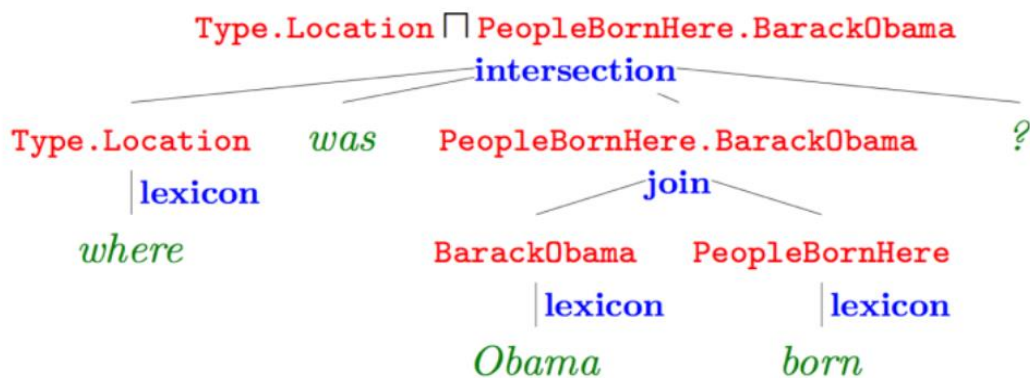 Type.Location ⊓ PeopleBornHere.BarackObama
intersection
Type.Location was PeopleBornHere.BarackObama ?
lexicon join
where BarackObama PeopleBornHere
lexicon lexicon
Obama born